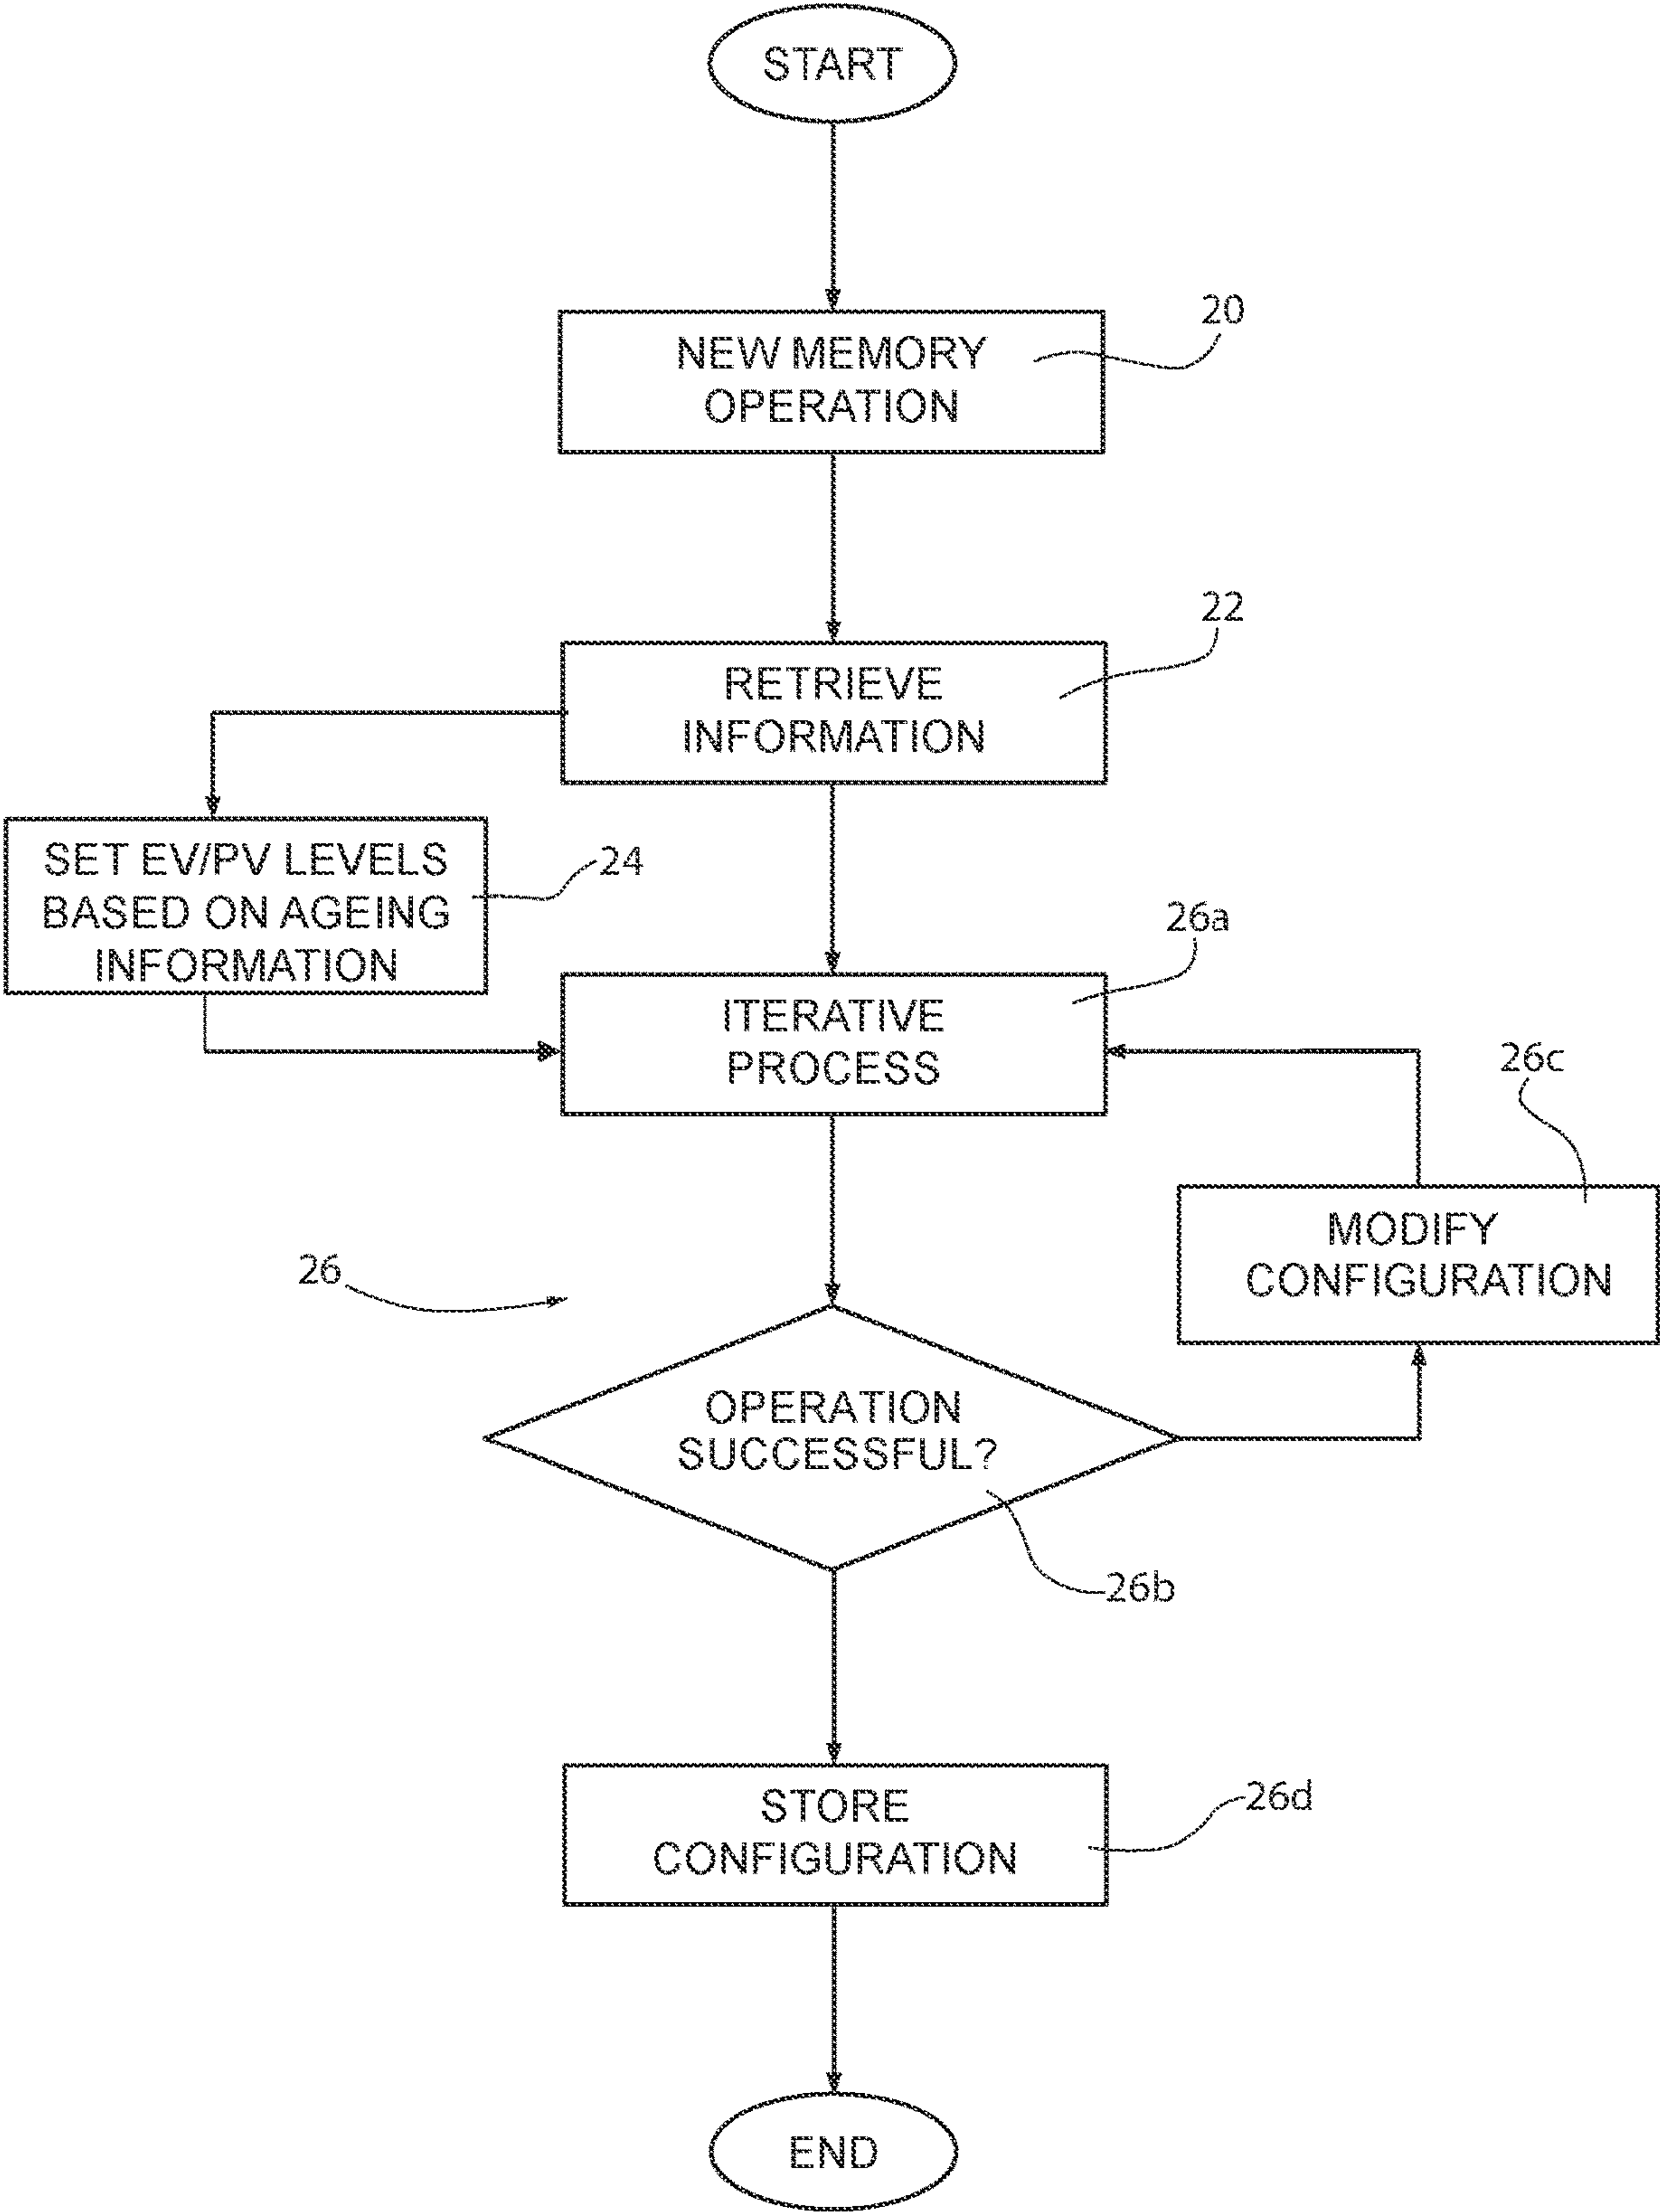 START
20
NEW MEMORY
OPERATION
22
RETRIEVE
INFORMATION
SET EV/PV LEVELS
BASED ON AGEING
INFORMATION
24
26a
ITERATIVE
PROCESS
26c
MODIFY
CONFIGURATION
26
OPERATION
SUCCESSFUL?
26b
STORE
CONFIGURATION
26d
END